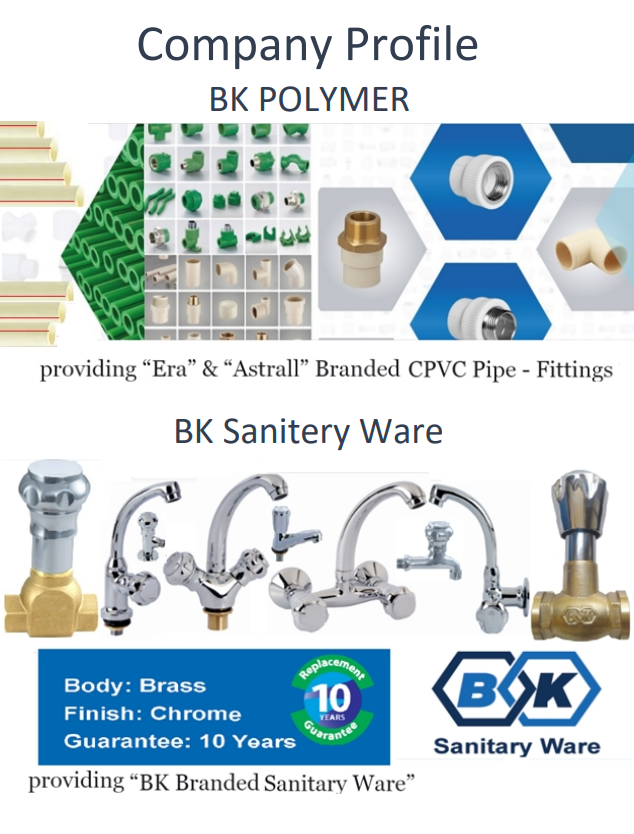 Company Profile
BK POLYMER
providing “Era” & “Astrall” Branded CPVC Pipe - Fittings
BK Sanitery Ware
Body: Brass
Finish: Chrome
Guarantee: 10 Years
Replacement
10
YEARS
Guarantee
BK
Sanitary Ware
providing “BK Branded Sanitary Ware”